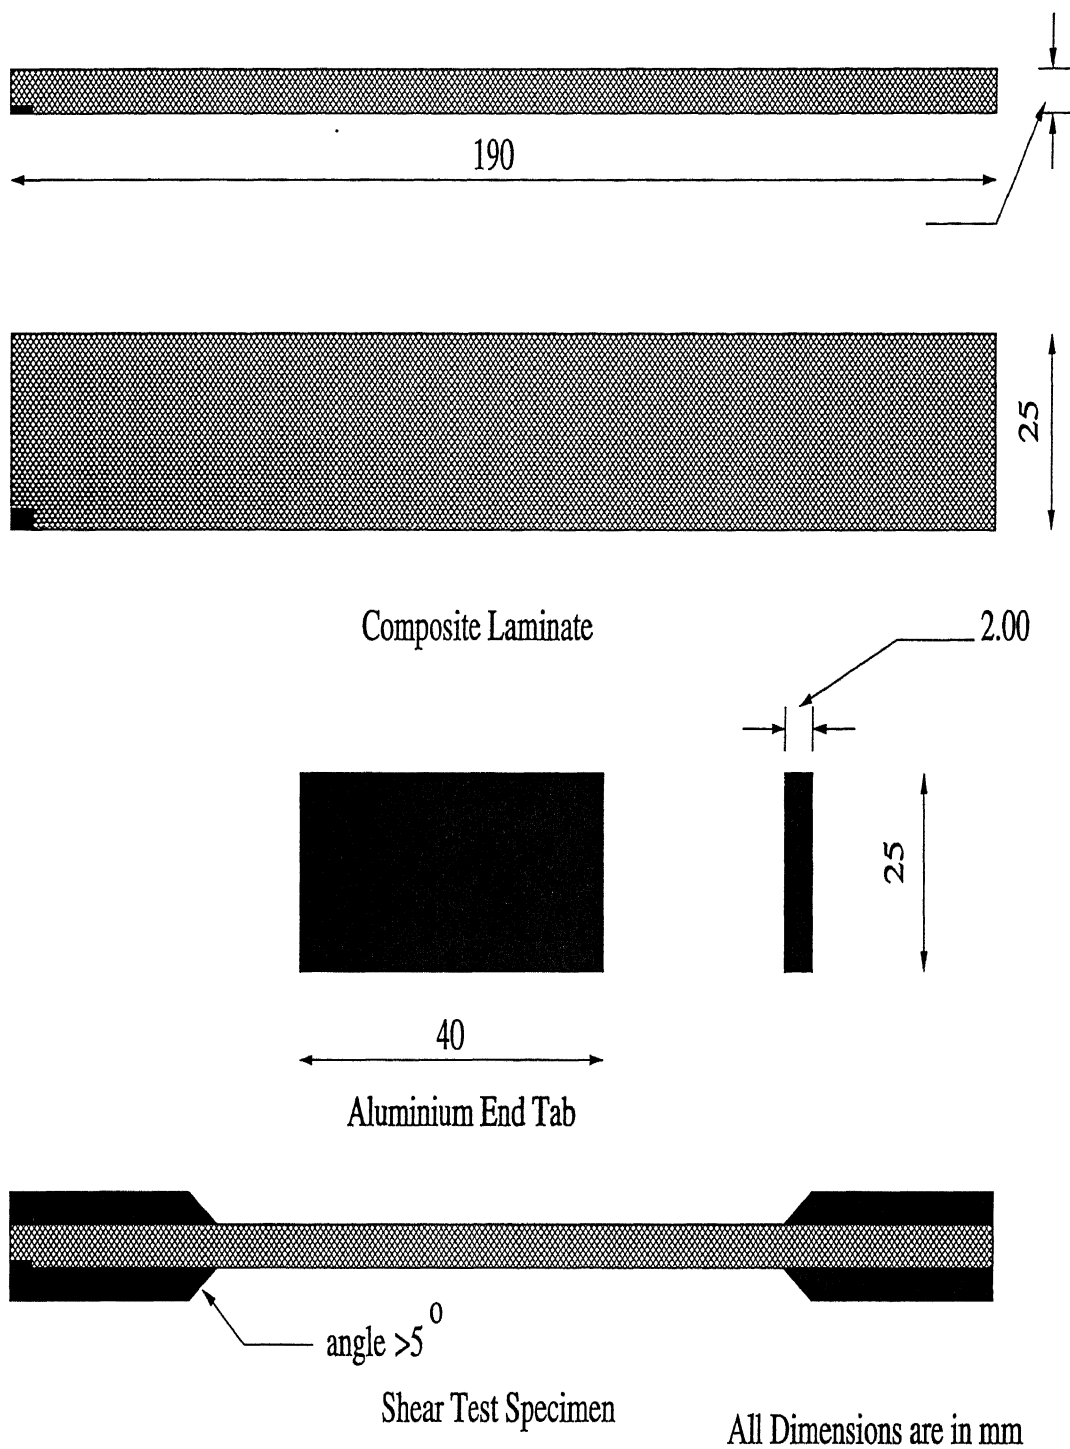 190
25
Composite Laminate
2.00
25
40
Aluminium End Tab
angle >5°
Shear Test Specimen
All Dimensions are in mm